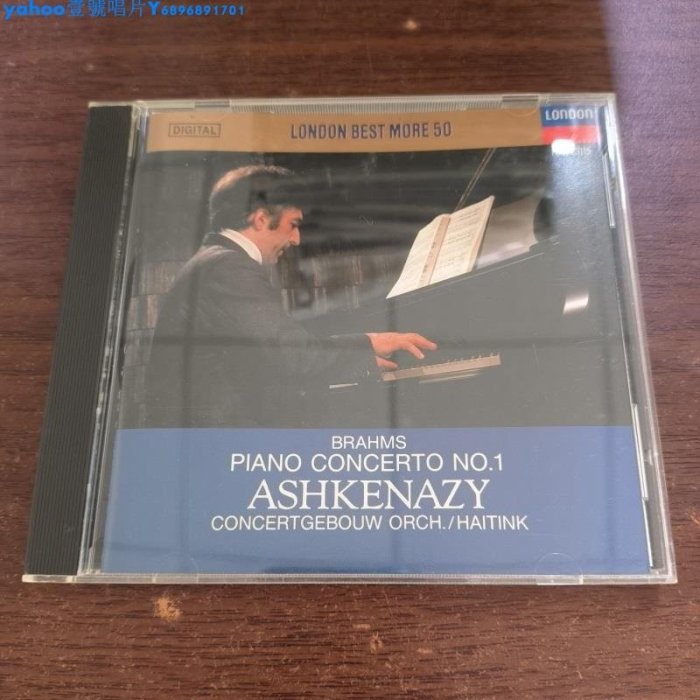 yahoo壹號唱片Y6896891701
DIGITAL
LONDON BEST MORE 50
LONDON
BRAHMS
PIANO CONCERTO NO.1
ASHKENAZY
CONCERTGEBOUW ORCH./HAITINK